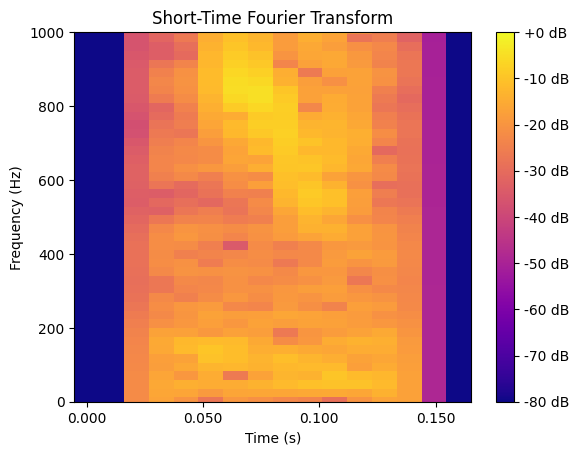 Short-Time Fourier Transform
1000
800
600
400
200
0
Frequency (Hz)
0.000
0.050
0.100
0.150
Time (s)
+0 dB
-10 dB
-20 dB
-30 dB
-40 dB
-50 dB
-60 dB
-70 dB
-80 dB